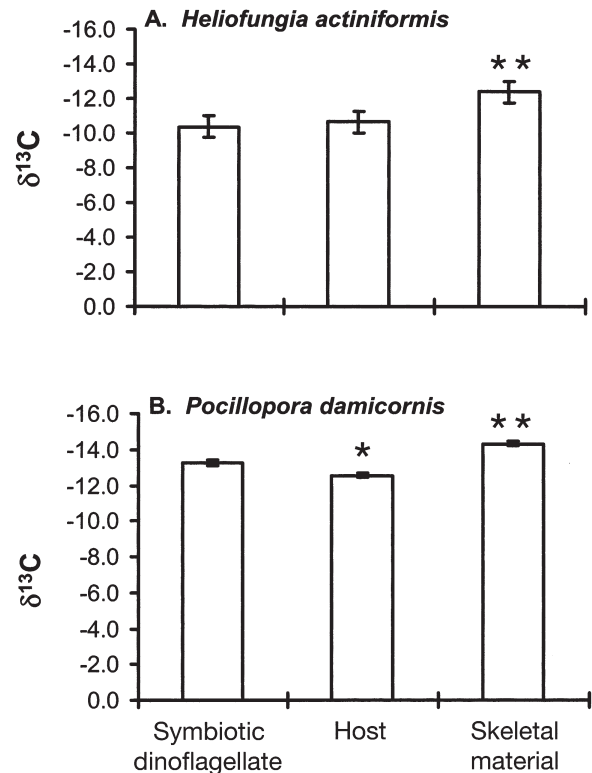 A. Heliofungia actiniformis
-16.0
-14.0
-12.0
-10.0
-8.0
-6.0
-4.0
-2.0
0.0
δ13C
**
B. Pocillopora damicornis
-16.0
-14.0
-12.0
-10.0
-8.0
-6.0
-4.0
-2.0
0.0
δ13C
*
**
Symbiotic
dinoflagellate
Host
Skeletal
material